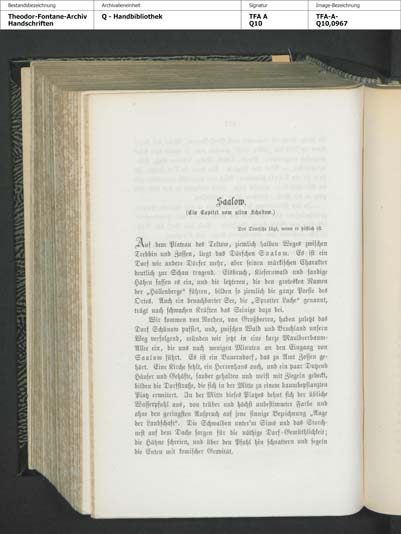 Bestandsbezeichnung
Archivalieneinheit
Signatur
Image-Bezeichnung
Theodor-Fontane-Archiv
Handschriften
Q - Handbibliothek
TFA A
Q10
TFA-A-
Q10,0967
Saalow.
(Ein Capitel vom alten Schadow.)
Der Deutsche lügt, wenn er höflich ist.
Auf dem Plateau des Teltow, ziemlich halben Weges zwischen
Trebbin und Zossen, liegt das Dörfchen Saalow. Es ist ein
Dorf wie andere Dörfer mehr, aber seinen märkischen Charakter
deutlich zur Schau tragend. Elsbruch, Kieferwald und sandige
Höhen fassen es ein, und die letzteren, die den grotesken Namen
der „Höllenberge“ führen, bilden so ziemlich die ganze Poesie des
Ortes. Auch ein benachbarter See, die „Sprotter Lache“ genannt,
trägt nach schwachen Kräften das Seinige dazu bei.
Wir kommen von Norden, von Großbeeren, haben zuletzt das
Dorf Schünow passirt, und, zwischen Wald und Bruchland unsern
Weg verfolgend, münden wir jetzt in eine kurze Maulbeerbaum-
Allee ein, die uns nach wenigen Minuten an den Eingang von
Saalow führt. Es ist ein Bauerndorf, das zu Amt Zossen ge-
hört. Eine Kirche fehlt, ein Herrenhaus auch, und ein paar Dutzend
Häuser und Gehöfte, sauber gehalten und meist mit Ziegeln gedeckt,
bilden die Dorfstraße, die sich in der Mitte zu einem baumbepflanzten
Platz erweitert. In der Mitte dieses Platzes dehnt sich der übliche
Wasserpfuhl aus, von trüber und höchst unbestimmter Farbe und
ohne den geringsten Anspruch auf jene sinnige Bezeichnung „Auge
der Landschaft“. Die Schwalben unter'm Sims und das Storch-
nest auf dem Dache sorgen für die nöthige Dorf-Gemüthlichkeit;
die Hähne schreien, und über den Pfuhl hin schnattern und segeln
die Enten mit komischer Gravität.